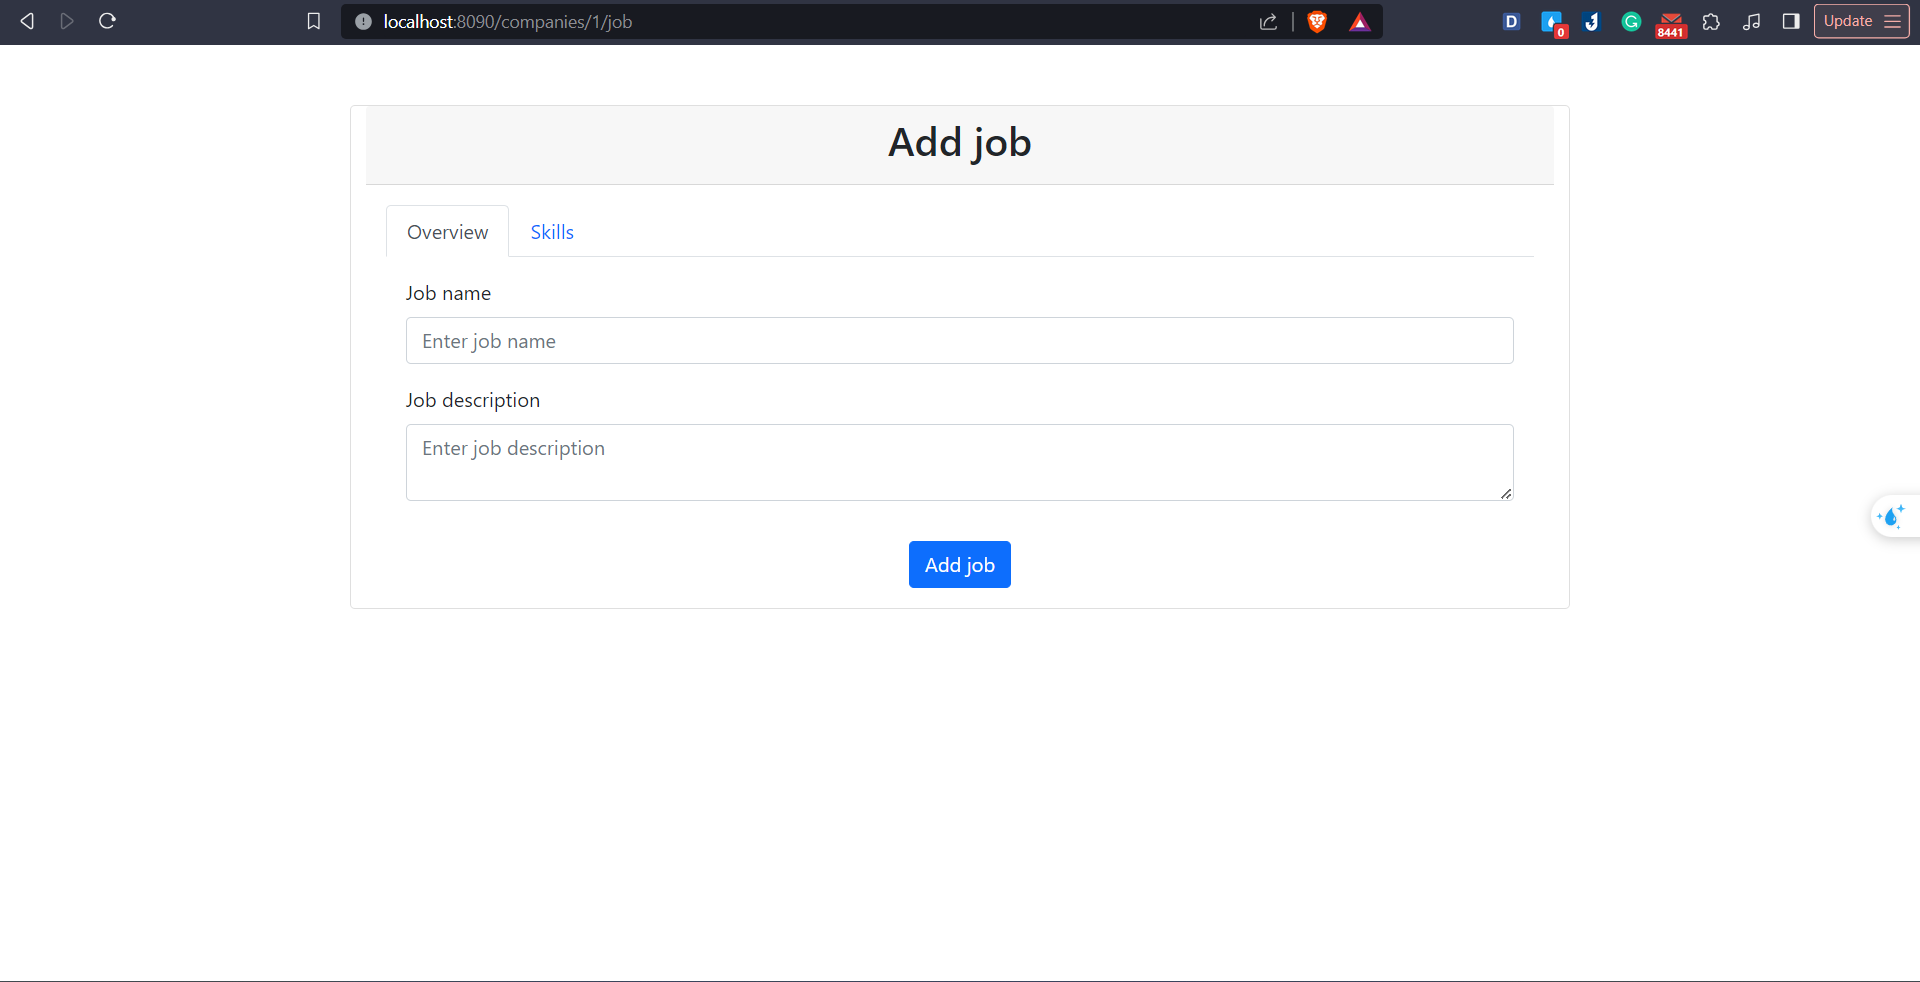 localhost:8090/companies/1/job
D
0
G
8441
Update
Add job
Overview Skills
Job name
Enter job name
Job description
Enter job description
Add job